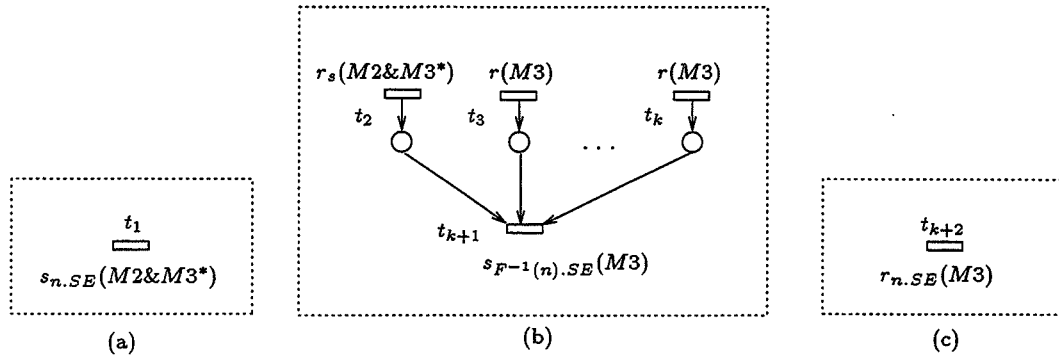 r_s(M2&M3*) r(M3) r(M3)
t_2 t_3 t_k
. . .
t_1 t_{k+1} t_{k+2}
s_{n.SE}(M2&M3*) s_{F^{-1}(n).SE}(M3) r_{n.SE}(M3)
(a) (b) (c)